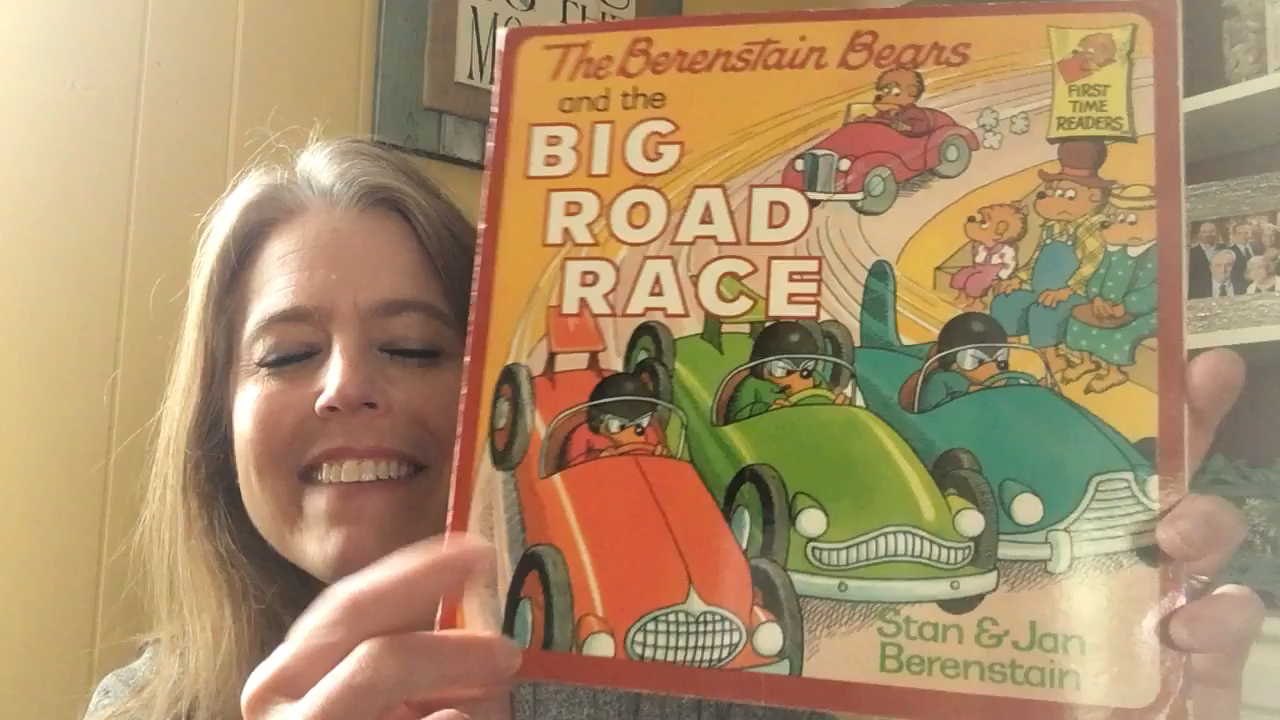 The Berenstain Bears
and the
BIG
ROAD
RACE
FIRST
TIME
READERS
Stan & Jan
Berenstain